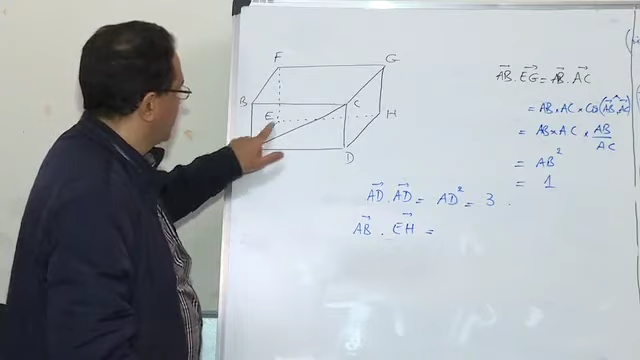 F
G
B
C
E
H
D
AB⃗ . EG⃗ = AB⃗ . AC⃗
= AB × AC × Cos(AB⃗, AC⃗)
= AB × AC × AB/AC
= AB²
= 1
AD⃗ . AD⃗ = AD² = 3 .
AB⃗ . EH⃗ =